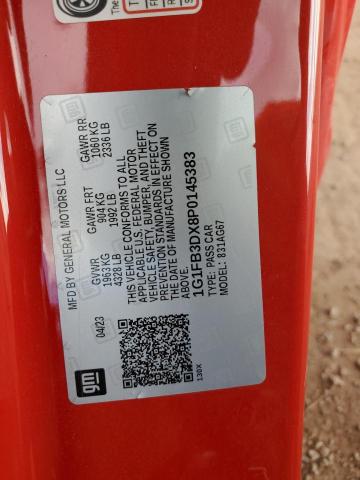 MFD BY GENERAL MOTORS LLC
04/23
GVWR
1963 KG
4328 LB
GAWR FRT
904 KG
1992 LB
GAWR RR
1060 KG
2336 LB
THIS VEHICLE CONFORMS TO ALL
APPLICABLE U.S. FEDERAL MOTOR
VEHICLE SAFETY, BUMPER, AND THEFT
PREVENTION STANDARDS IN EFFECT ON
THE DATE OF MANUFACTURE SHOWN
ABOVE.
1G1FB3DX8P0145383
TYPE: PASS CAR
MODEL: 831AG67
130X
gm
The